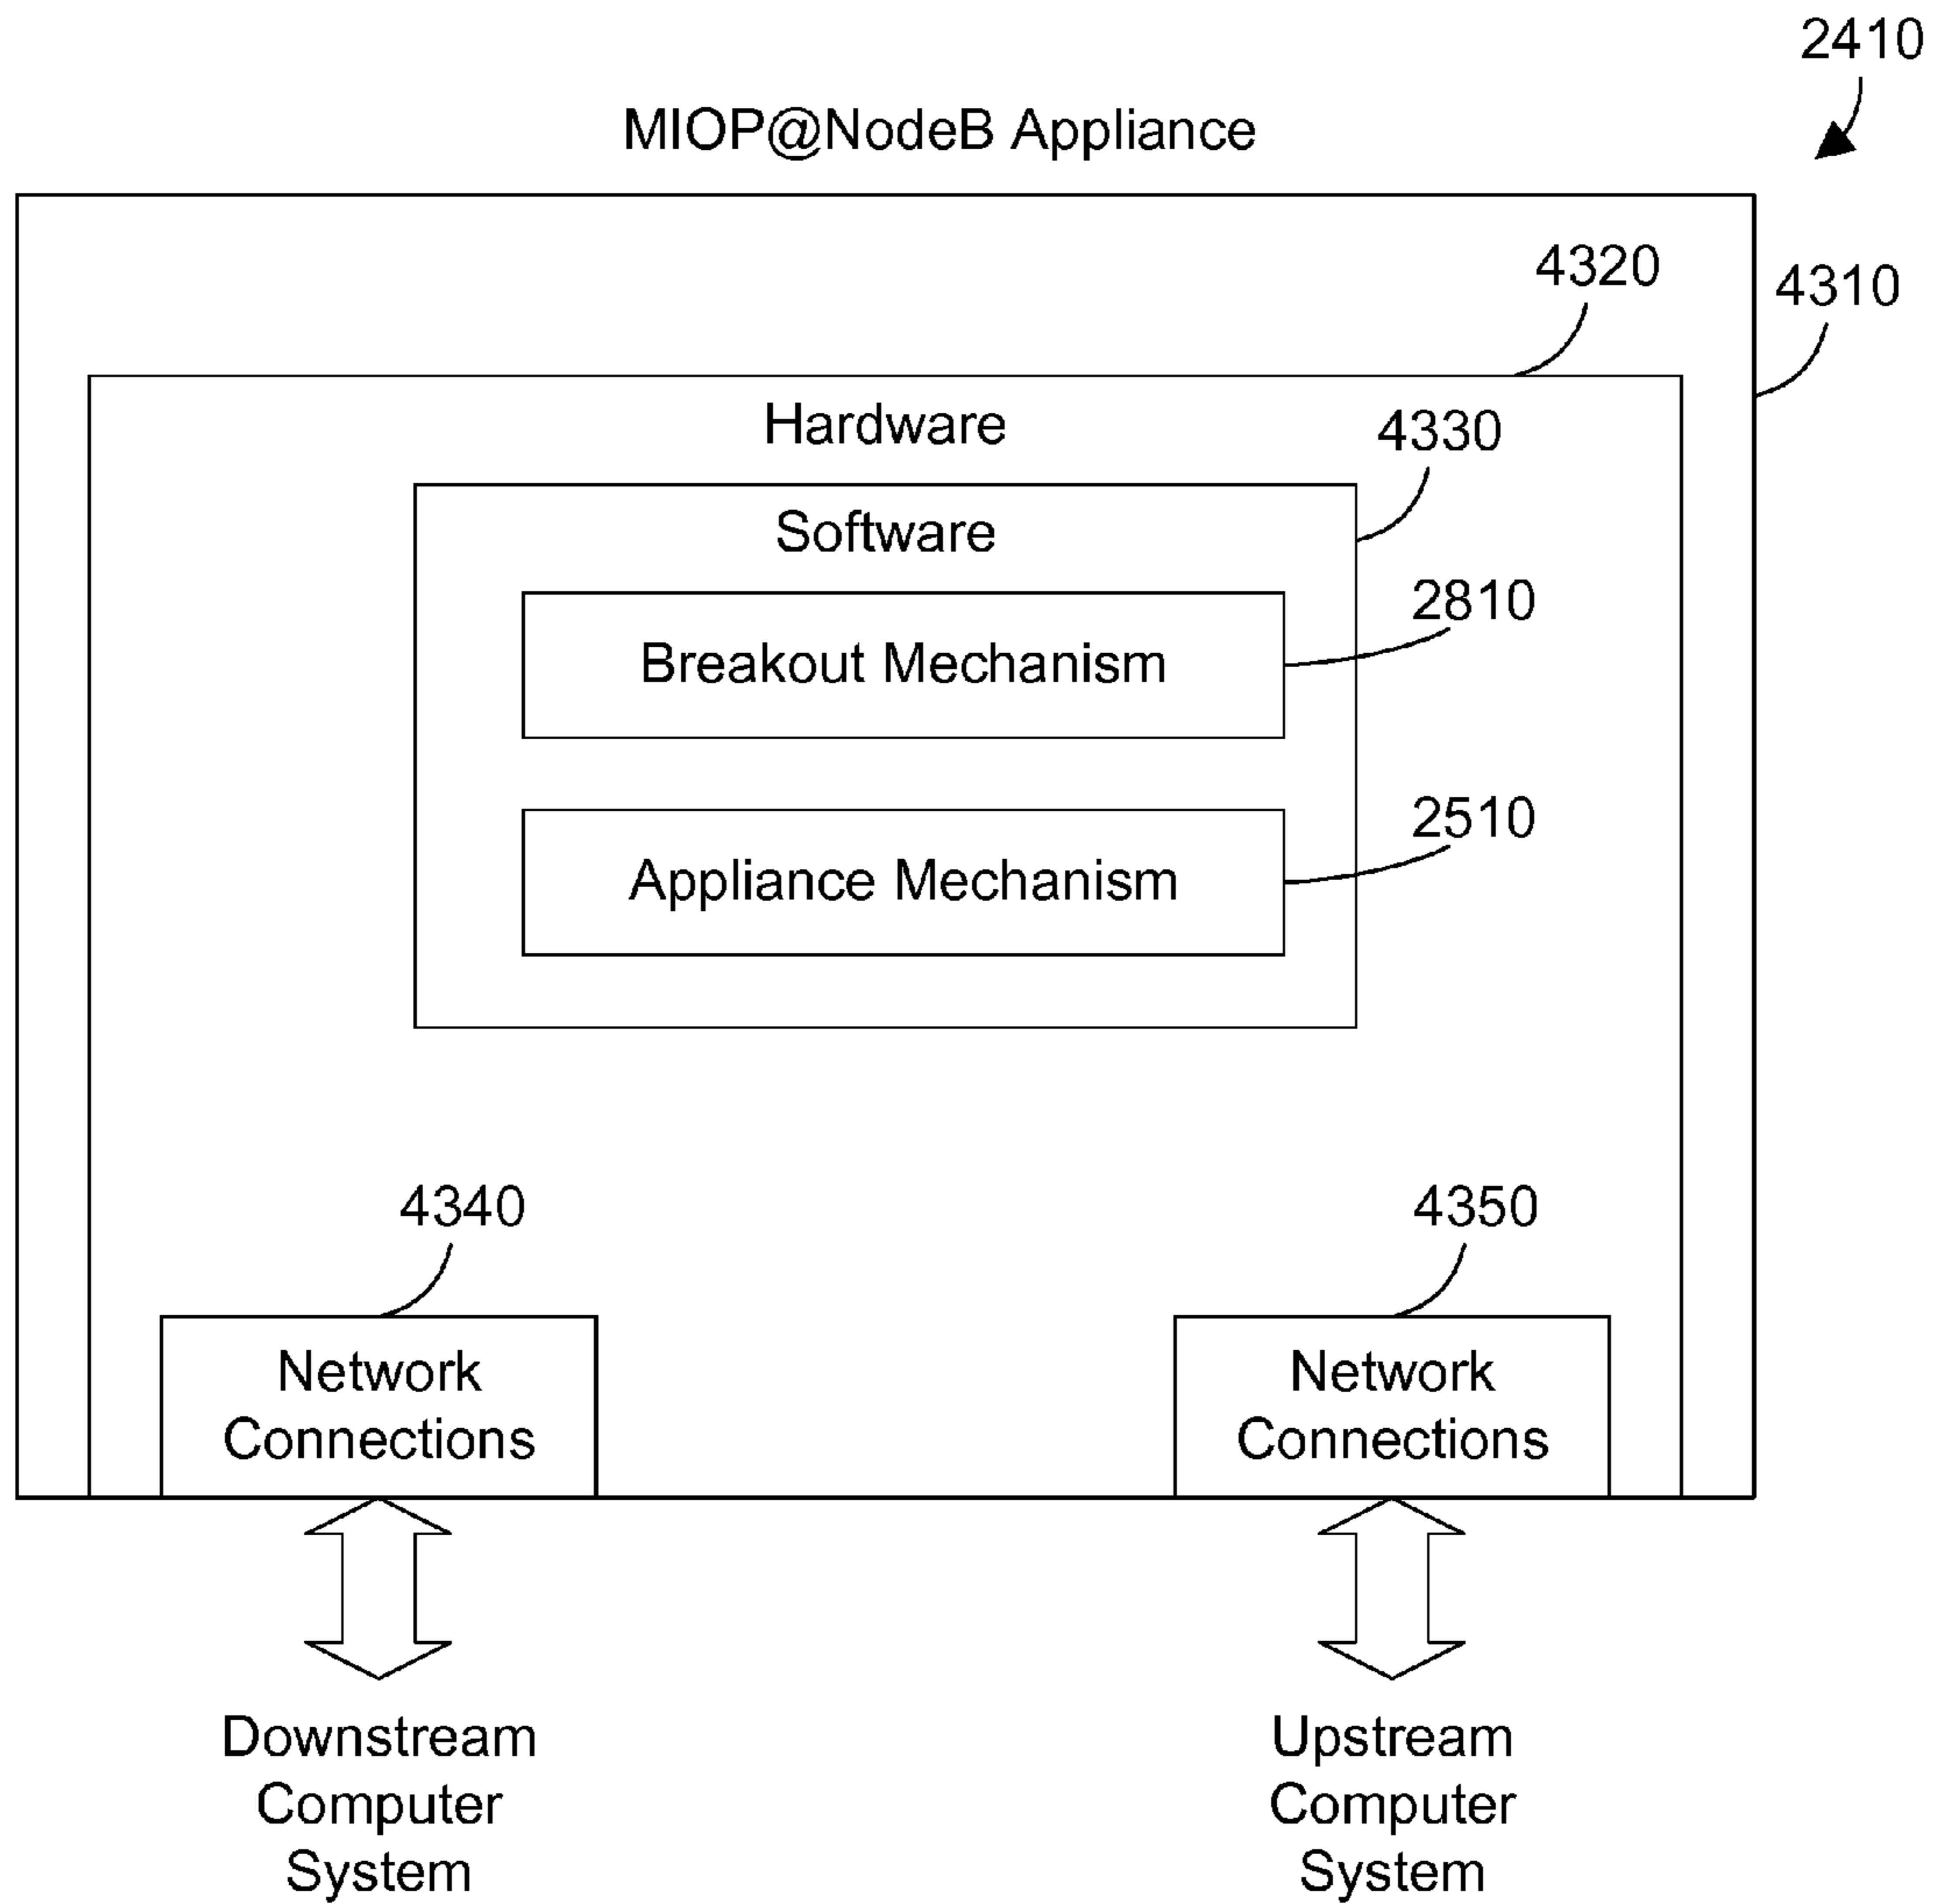 2410
MIOP@NodeB Appliance
4320
4310
Hardware
4330
Software
2810
Breakout Mechanism
2510
Appliance Mechanism
4340
4350
Network
Connections
Network
Connections
Downstream
Computer
System
Upstream
Computer
System